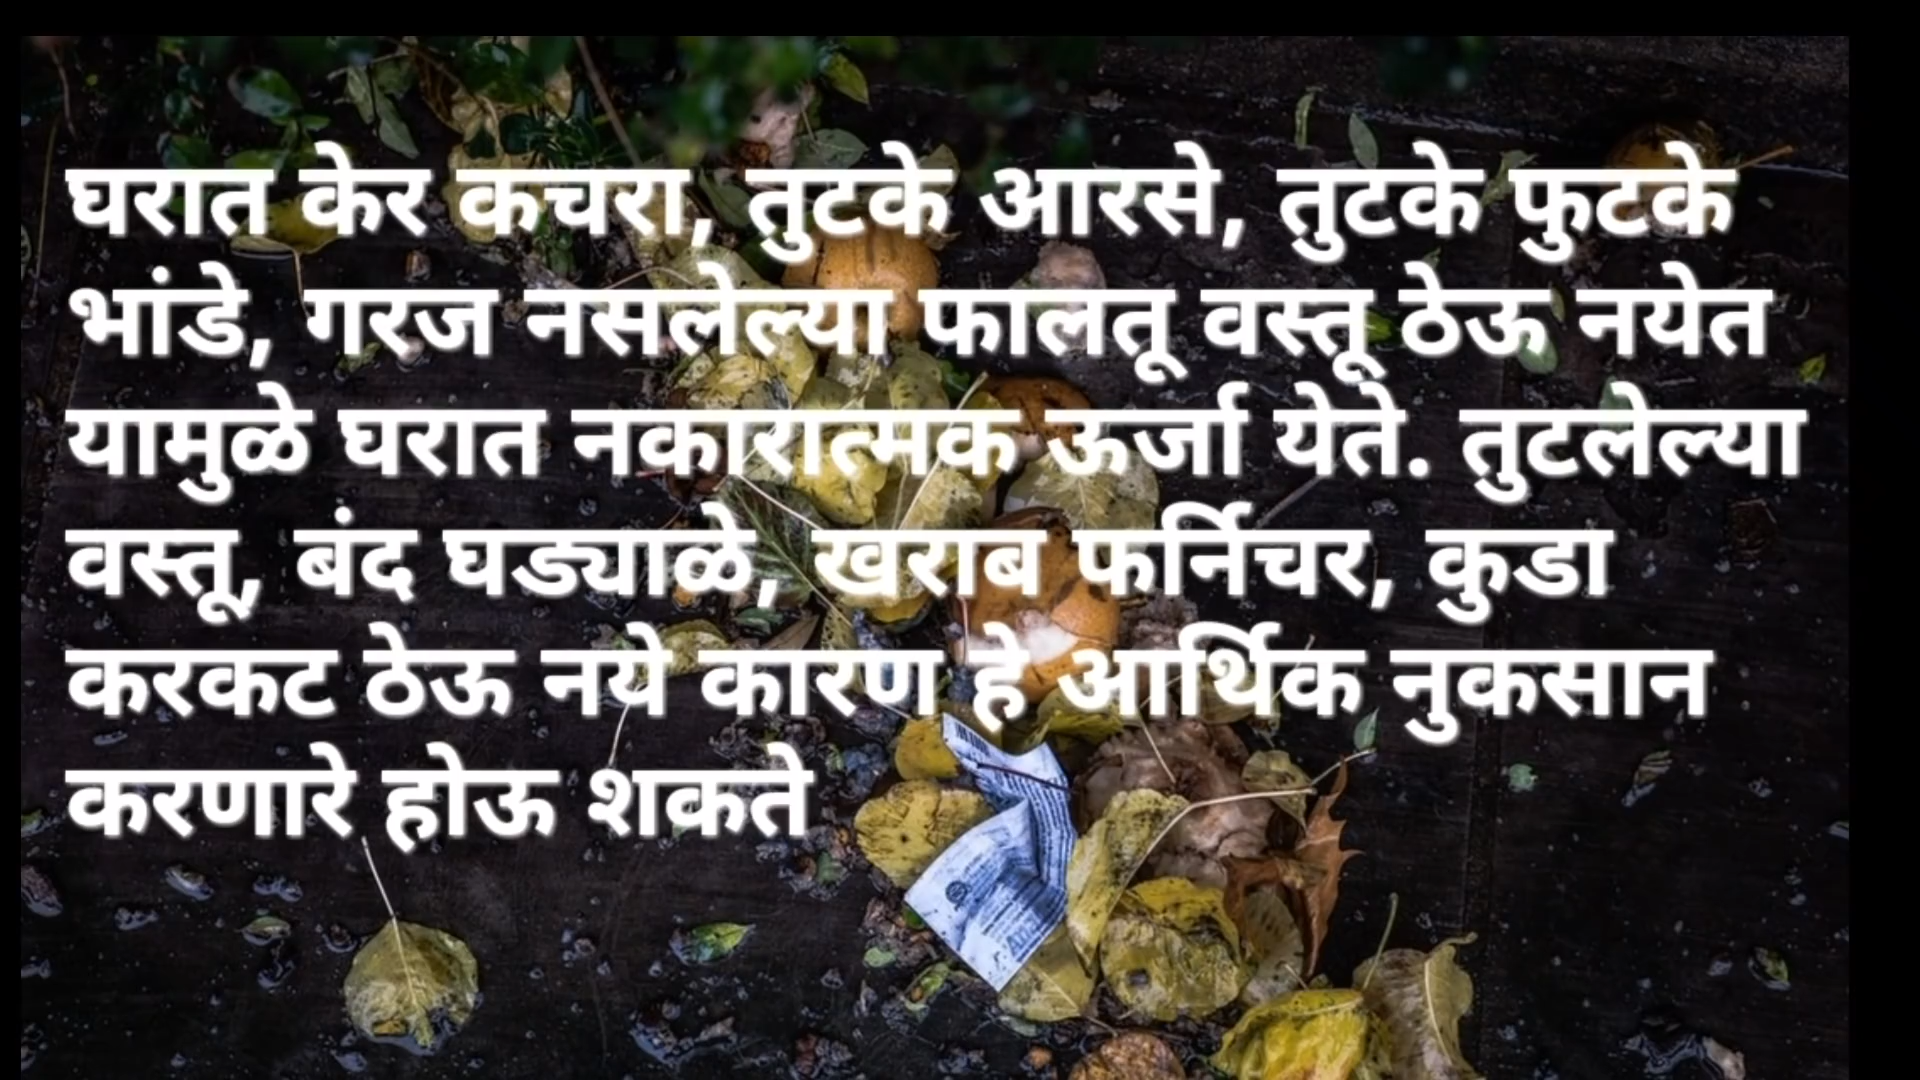 घरात केर कचरा, तुटके आरसे, तुटके फुटके
भांडे, गरज नसलेल्या फालतू वस्तू ठेऊ नयेत
यामुळे घरात नकारात्मक ऊर्जा येते. तुटलेल्या
वस्तू, बंद घड्याळे, खराब फर्निचर, कुडा
करकट ठेऊ नये कारण हे आर्थिक नुकसान
करणारे होऊ शकते